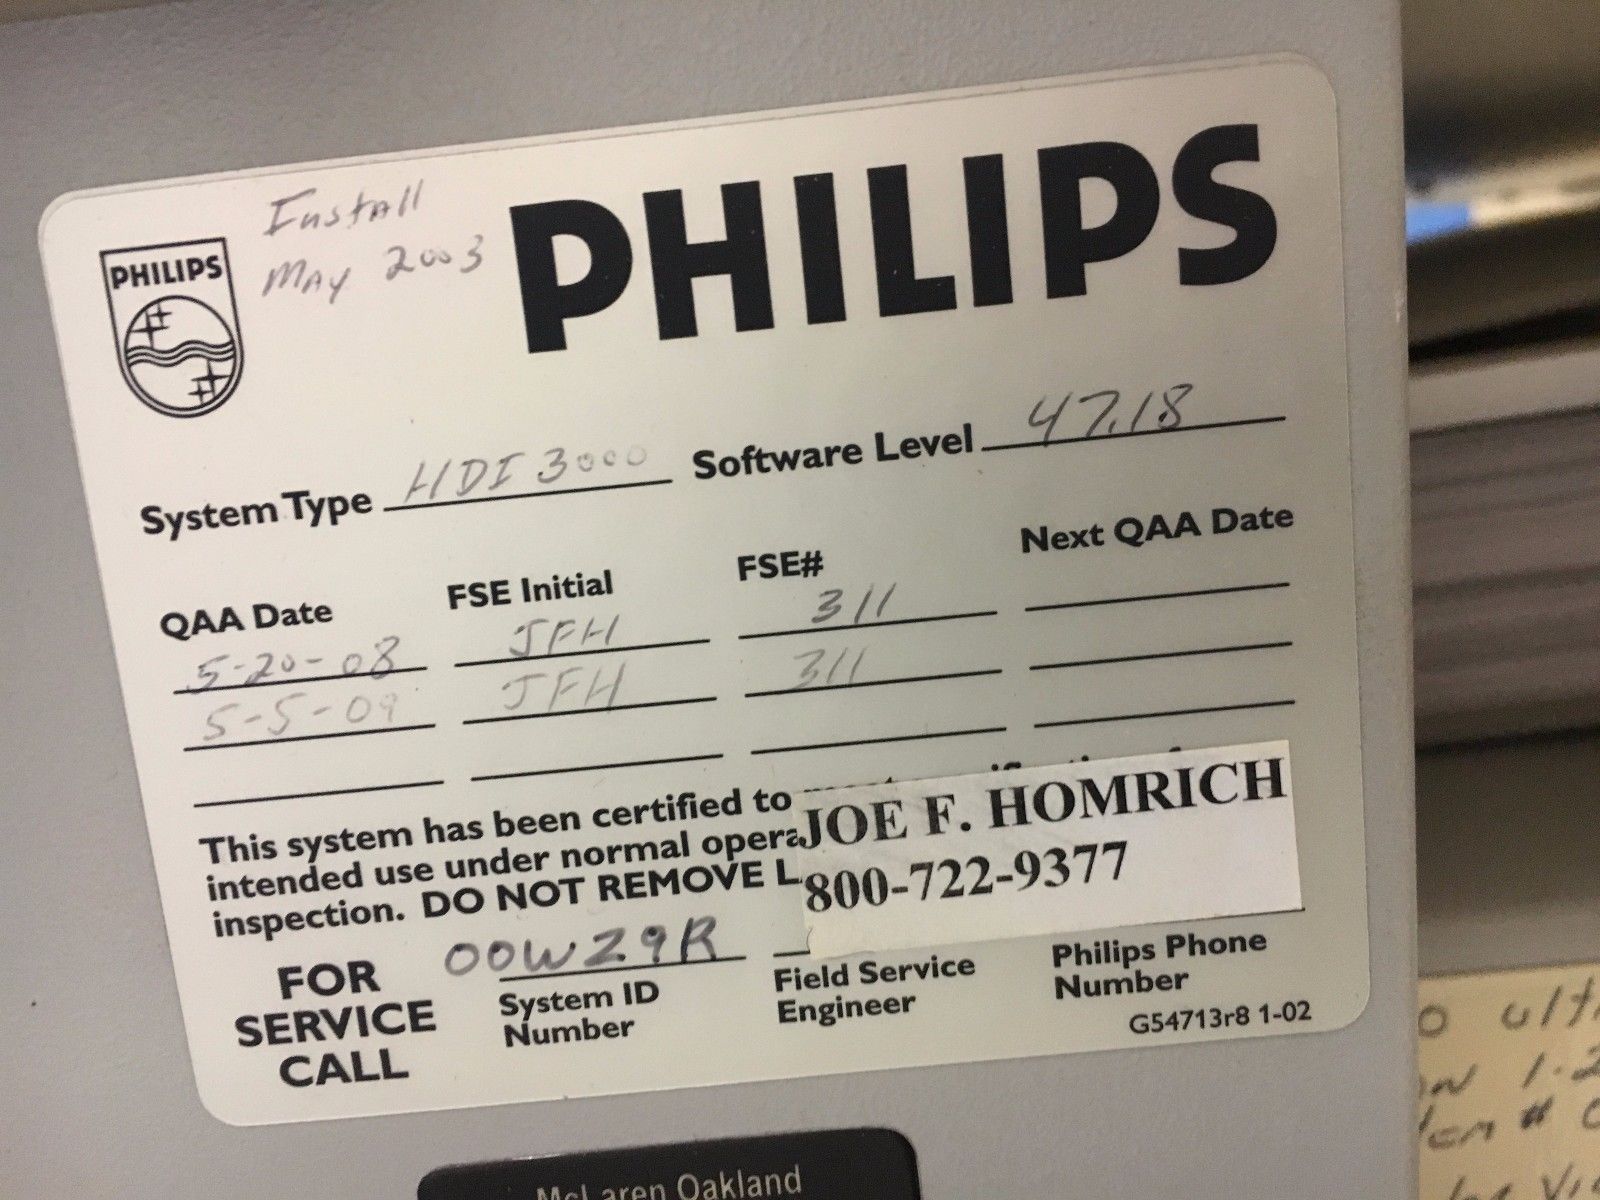 Install
May 2003
PHILIPS
PHILIPS
System Type HDI 3000 Software Level 47.18
QAA Date FSE Initial FSE# Next QAA Date
5-20-08 JFH 311
5-5-09 JFH 311
This system has been certified to
intended use under normal opera
inspection. DO NOT REMOVE L
JOE F. HOMRICH
800-722-9377
FOR
SERVICE
CALL
00WZ9R
System ID
Number
Field Service
Engineer
Philips Phone
Number
G54713r8 1-02
McLaren Oakland